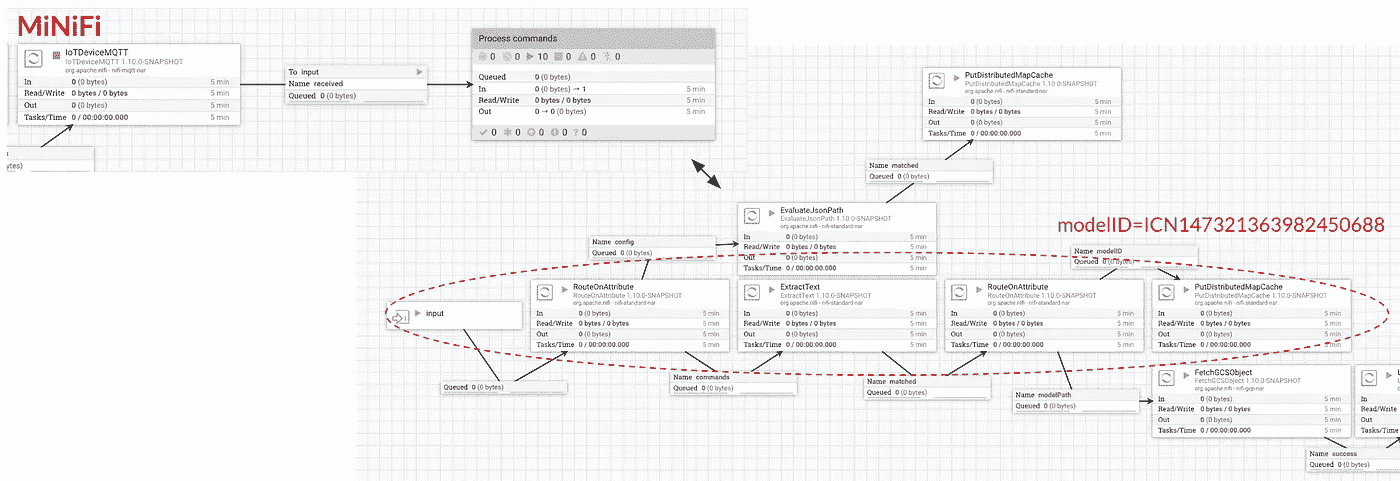 MiNiFi
IoTDeviceMQTT
IoTDeviceMQTT 1.10.0-SNAPSHOT
org.apache.nifi - nifi-mqtt-nar
In 0 (0 bytes) 5 min
Read/Write 0 bytes / 0 bytes 5 min
Out 0 (0 bytes) 5 min
Tasks/Time 0 / 00:00:00.000 5 min
ytes)
To input
Name received
Queued 0 (0 bytes)
Process commands
0 0 10 0 0 0
Queued 0 (0 bytes)
In 0 (0 bytes) → 1 5 min
Read/Write 0 bytes / 0 bytes 5 min
Out 0 → 0 (0 bytes) 5 min
0 0 0 0 ? 0
PutDistributedMapCache
PutDistributedMapCache 1.10.0-SNAPSHOT
org.apache.nifi - nifi-standard-nar
In 0 (0 bytes) 5 min
Read/Write 0 bytes / 0 bytes 5 min
Out 0 (0 bytes) 5 min
Tasks/Time 0 / 00:00:00.000 5 min
Name matched
Queued 0 (0 bytes)
EvaluateJsonPath
EvaluateJsonPath 1.10.0-SNAPSHOT
org.apache.nifi - nifi-standard-nar
In 0 (0 bytes) 5 min
Read/Write 0 bytes / 0 bytes 5 min
Out 0 (0 bytes) 5 min
Tasks/Time 0 / 00:00:00.000 5 min
modelID=ICN147321363982450688
Name config
Queued 0 (0 bytes)
Name modelID
Queued 0 (0 bytes)
input
RouteOnAttribute
RouteOnAttribute 1.10.0-SNAPSHOT
org.apache.nifi - nifi-standard-nar
In 0 (0 bytes) 5 min
Read/Write 0 bytes / 0 bytes 5 min
Out 0 (0 bytes) 5 min
Tasks/Time 0 / 00:00:00.000 5 min
ExtractText
ExtractText 1.10.0-SNAPSHOT
org.apache.nifi - nifi-standard-nar
In 0 (0 bytes) 5 min
Read/Write 0 bytes / 0 bytes 5 min
Out 0 (0 bytes) 5 min
Tasks/Time 0 / 00:00:00.000 5 min
RouteOnAttribute
RouteOnAttribute 1.10.0-SNAPSHOT
org.apache.nifi - nifi-standard-nar
In 0 (0 bytes) 5 min
Read/Write 0 bytes / 0 bytes 5 min
Out 0 (0 bytes) 5 min
Tasks/Time 0 / 00:00:00.000 5 min
PutDistributedMapCache
PutDistributedMapCache 1.10.0-SNAPSHOT
org.apache.nifi - nifi-standard-nar
In 0 (0 bytes) 5 min
Read/Write 0 bytes / 0 bytes 5 min
Out 0 (0 bytes) 5 min
Tasks/Time 0 / 00:00:00.000 5 min
Queued 0 (0 bytes)
Name commands
Queued 0 (0 bytes)
Name matched
Queued 0 (0 bytes)
Name modelPath
Queued 0 (0 bytes)
FetchGCSObject
FetchGCSObject 1.10.0-SNAPSHOT
org.apache.nifi - nifi-gcp-nar
In 0 (0 bytes) 5 min
Read/Write 0 bytes / 0 bytes 5 min
Out 0 (0 bytes) 5 min
Tasks/Time 0 / 00:00:00.000 5 min
In
Read/W
Out
Tasks/
Name success
Queued 0 (0 bytes)